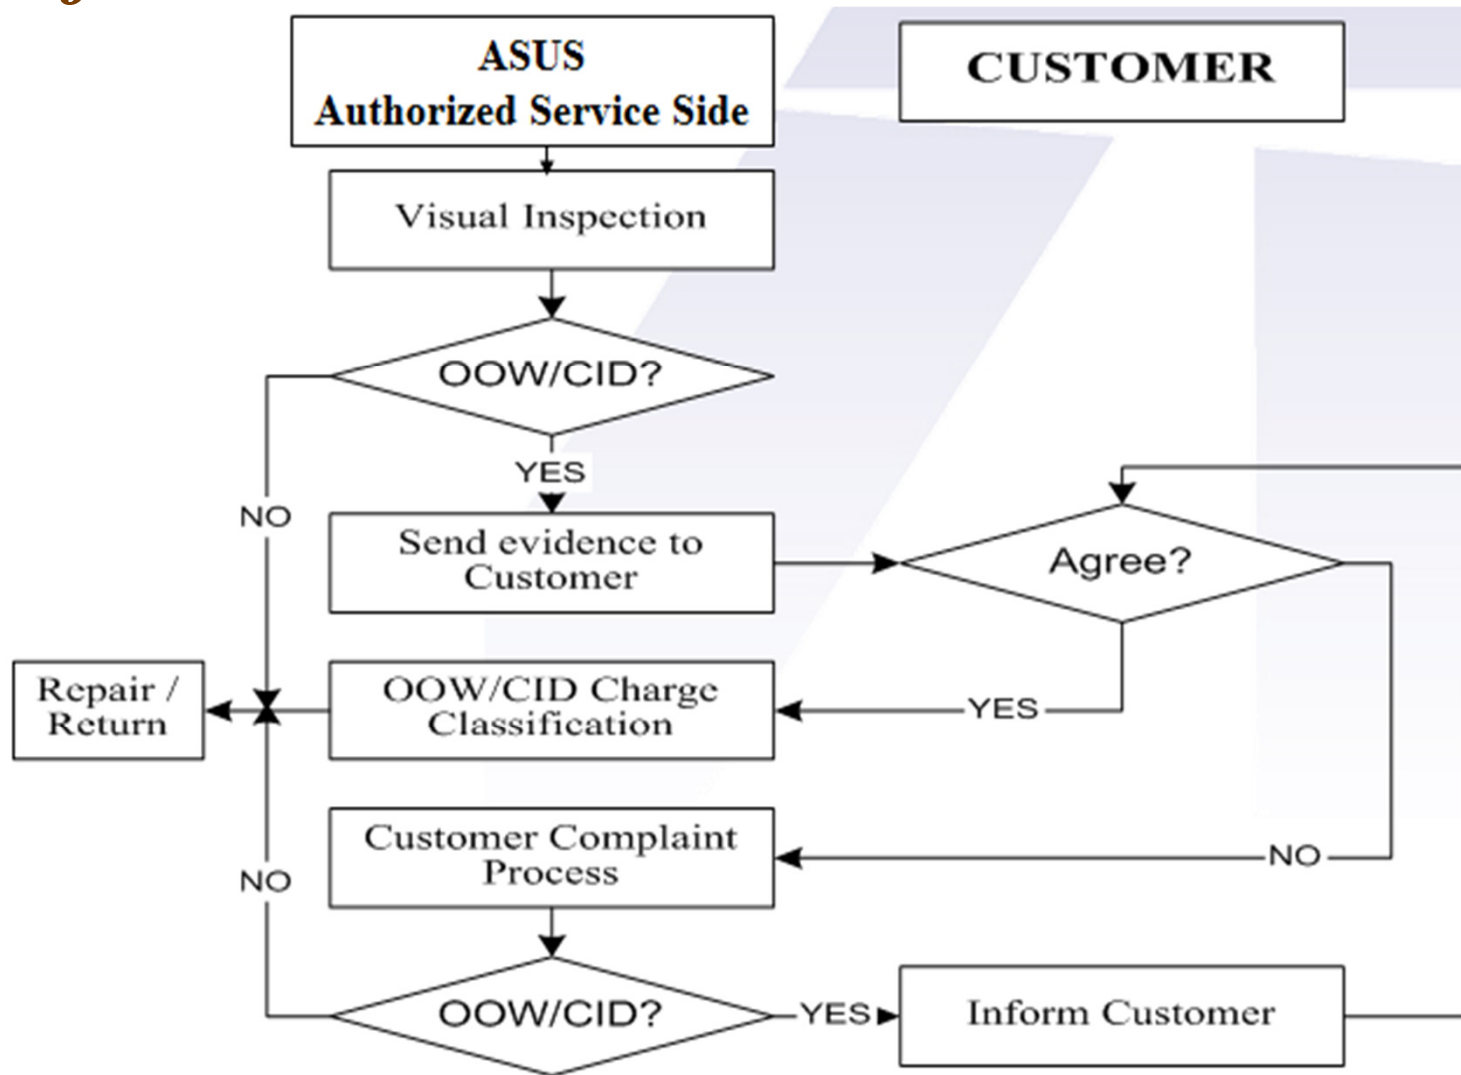 ASUS
Authorized Service Side
CUSTOMER
Visual Inspection
OOW/CID?
YES
NO
Send evidence to
Customer
Agree?
Repair /
Return
OOW/CID Charge
Classification
YES
Customer Complaint
Process
NO
NO
OOW/CID?
YES
Inform Customer